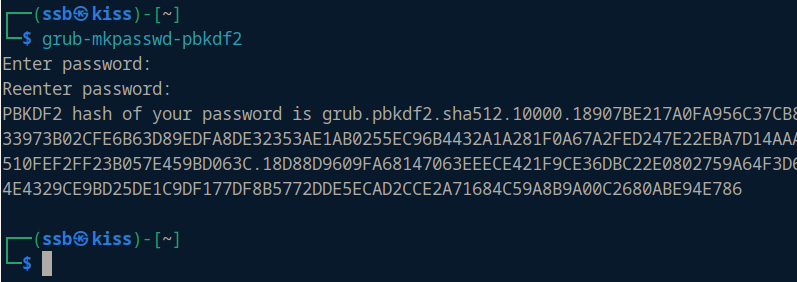 ┌──(ssb㉿kiss)-[~]
└─$ grub-mkpasswd-pbkdf2
Enter password:
Reenter password:
PBKDF2 hash of your password is grub.pbkdf2.sha512.10000.18907BE217A0FA956C37CB8
33973B02CFE6B63D89EDFA8DE32353AE1AB0255EC96B4432A1A281F0A67A2FED247E22EBA7D14AAA
510FEF2FF23B057E459BD063C.18D88D9609FA68147063EEECE421F9CE36DBC22E0802759A64F3D6
4E4329CE9BD25DE1C9DF177DF8B5772DDE5ECAD2CCE2A71684C59A8B9A00C2680ABE94E786
┌──(ssb㉿kiss)-[~]
└─$